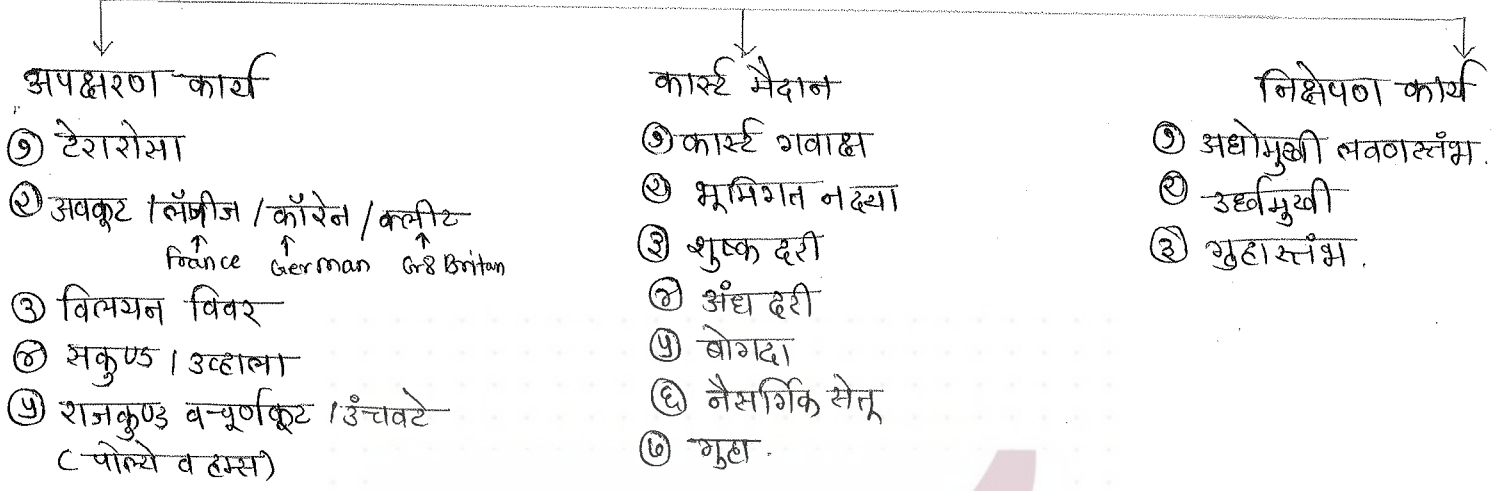 अपक्षरण कार्य
① टेरारोसा
② अवकूट / लॅपीज / कॉरेन / क्लीट
France German Gr8 Britan
③ विलयन विवर
④ सकुण्ड / उव्हाला
⑤ राजकुण्ड व चूर्णकूट / उंचवटे
(पोल्ये व हम्स)
कार्स्ट मैदान
① कार्स्ट गवाक्ष
② भूमिगत नद्या
③ शुष्क दरी
④ अंध दरी
⑤ बोगदा
⑥ नैसर्गिक सेतू
⑦ गुहा.
निक्षेपण कार्य
① अधोमुखी लवणस्तंभ.
② उर्ध्वमुखी
③ गुहास्तंभ.